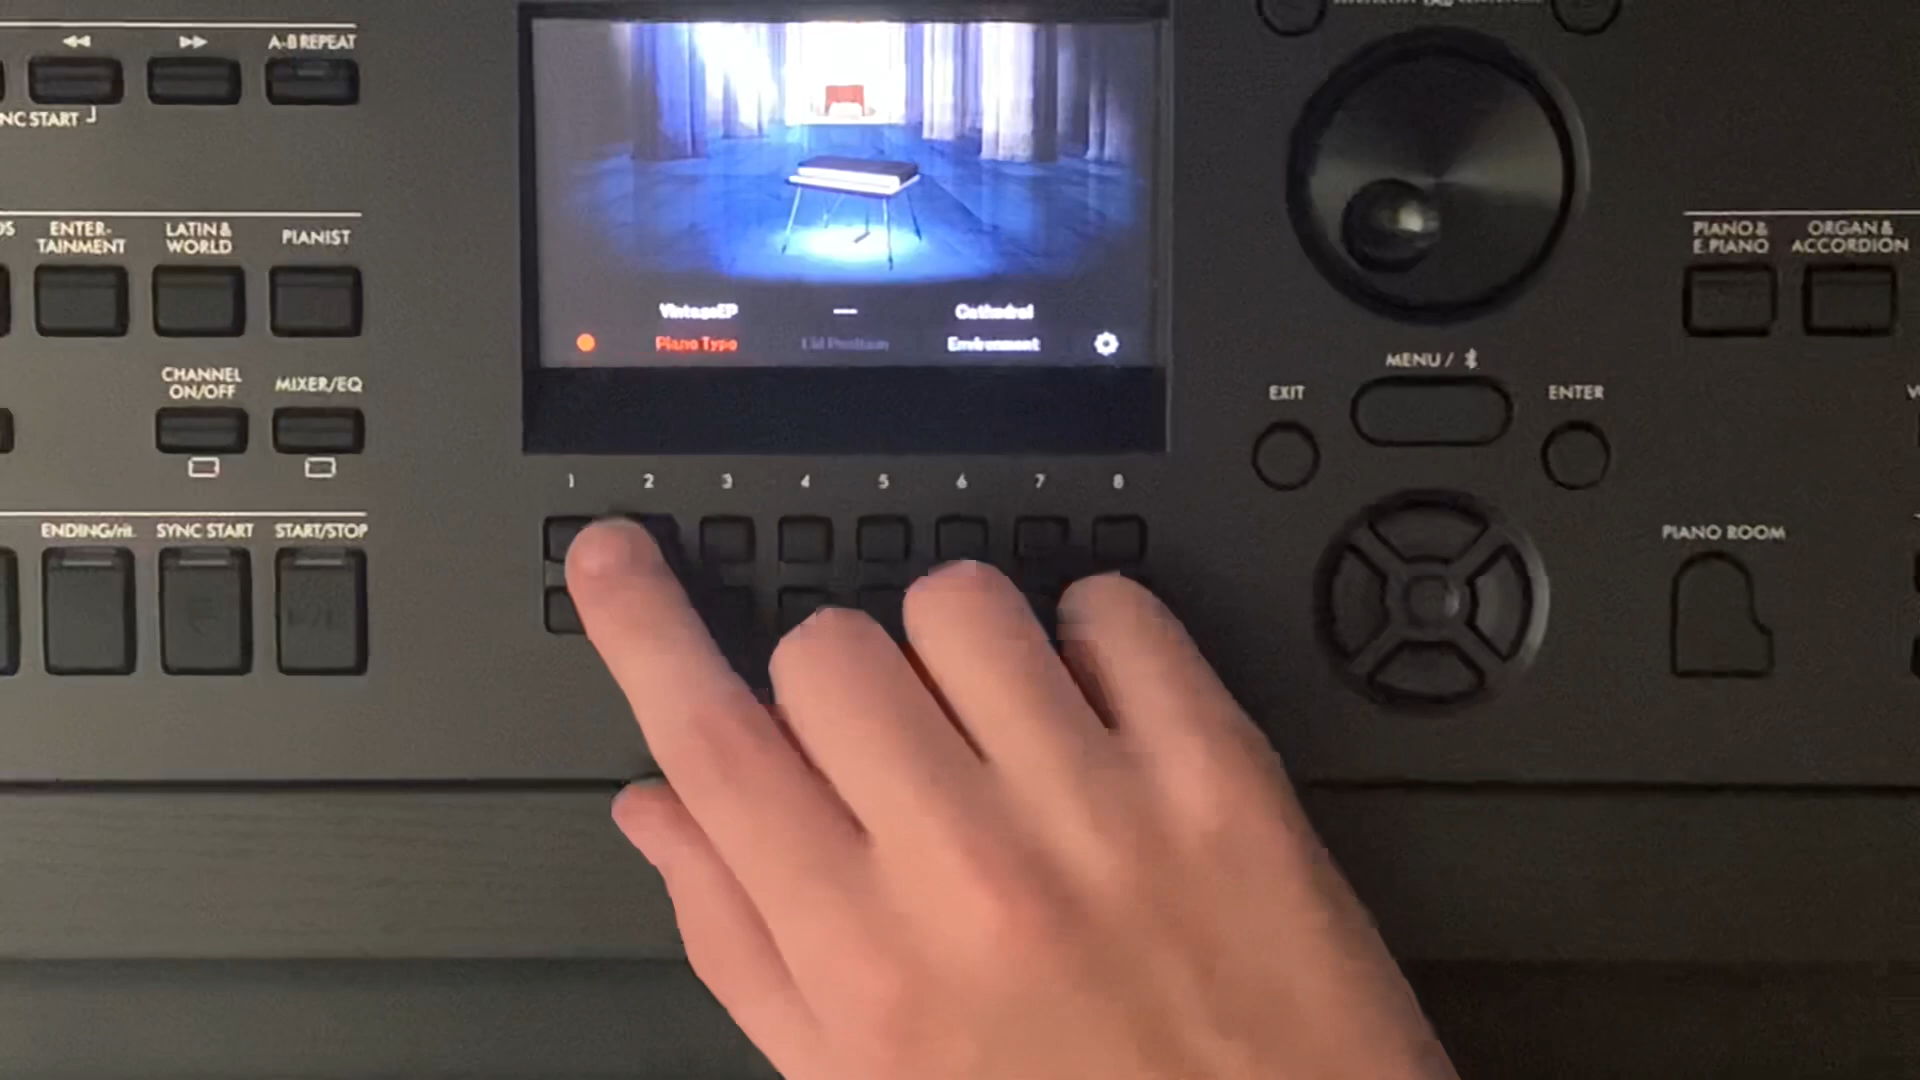 A-B REPEAT
NC START
ENTER-
TAINMENT
LATIN &
WORLD
PIANIST
VintageEP
---
Cathedral
Piano Type
Lid Position
Environment
PIANO &
E.PIANO
ORGAN &
ACCORDION
CHANNEL
ON/OFF
MIXER/EQ
MENU /
EXIT
ENTER
1 2 3 4 5 6 7 8
ENDING/rit.
SYNC START
START/STOP
PIANO ROOM